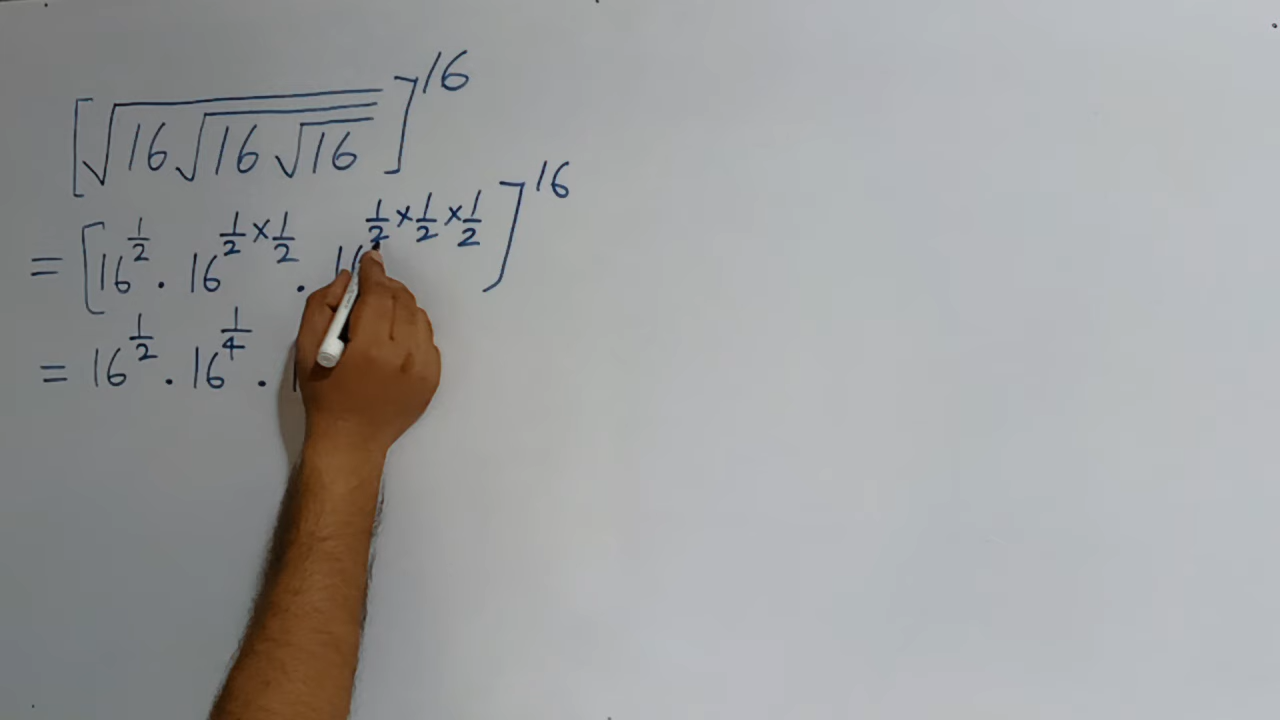 [√16√16√16]^16
= [16^1/2 . 16^1/2×1/2 . 16^1/2×1/2×1/2]^16
= 16^1/2 . 16^1/4 . 1